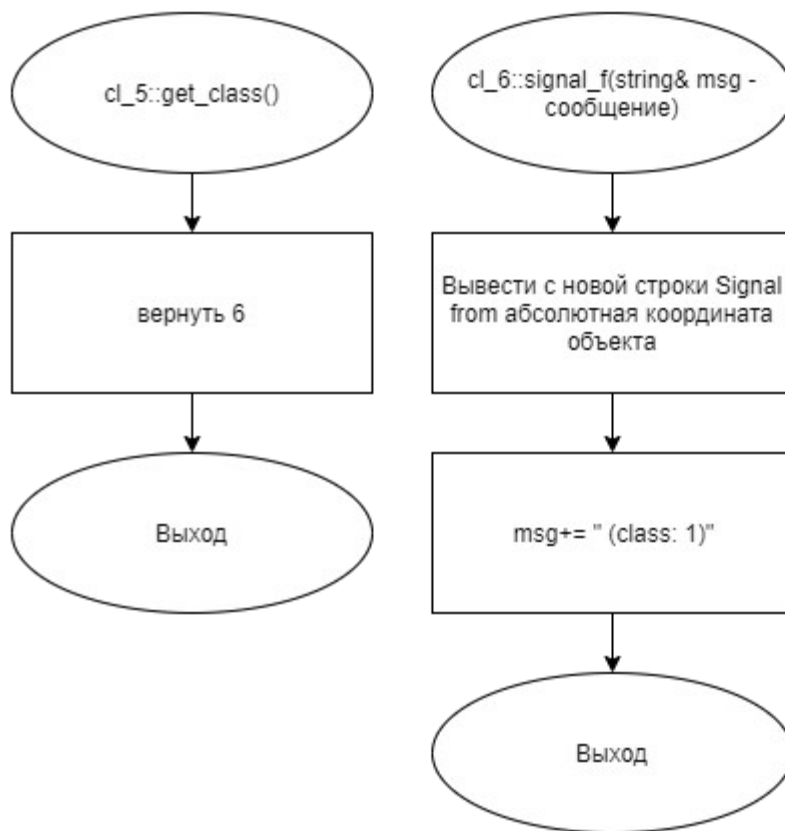 cl_5::get_class()
вернуть 6
Выход
cl_6::signal_f(string& msg -
сообщение)
Вывести с новой строки Signal
from абсолютная координата
объекта
msg+= " (class: 1)"
Выход